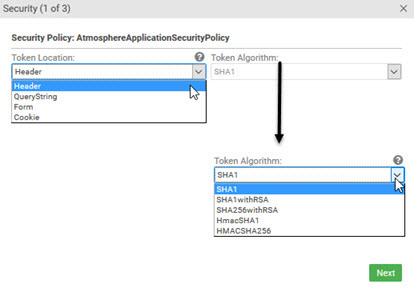 Security (1 of 3)
Security Policy: AtmosphereApplicationSecurityPolicy
Token Location: ? Token Algorithm: ?
Header SHA1
Header
QueryString
Form
Cookie
Token Algorithm: ?
SHA1
SHA1
SHA1withRSA
SHA256withRSA
HmacSHA1
HMACSHA256
Next